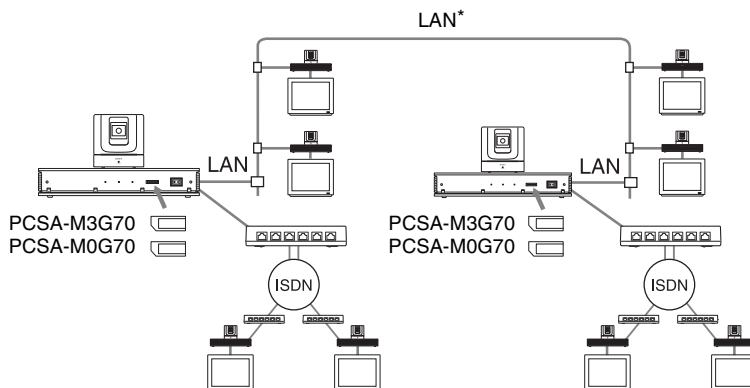 LAN*
LAN
LAN
PCSA-M3G70
PCSA-M0G70
PCSA-M3G70
PCSA-M0G70
ISDN
ISDN